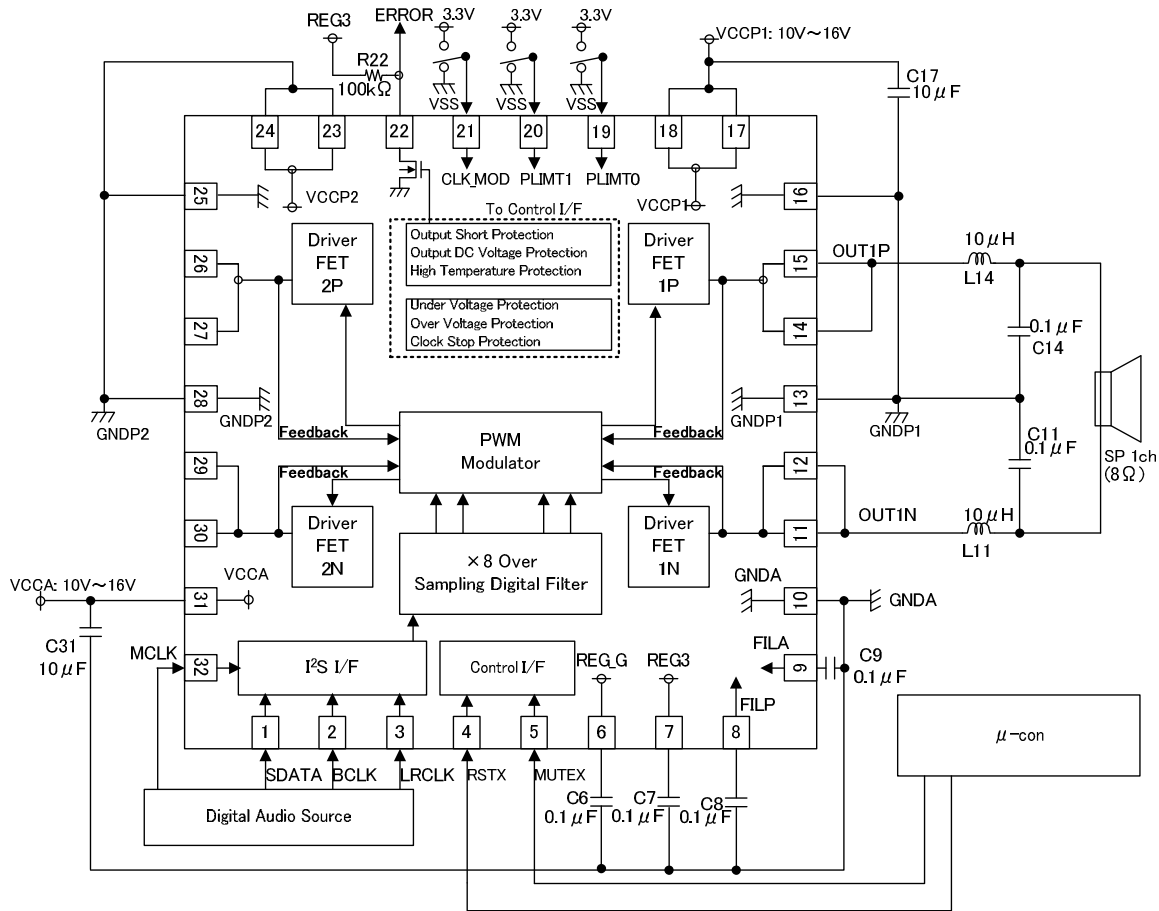 ERROR
REG3
3.3V
3.3V
3.3V
VCCP1: 10V～16V
R22
100kΩ
VSS
VSS
VSS
C17
10μF
24
23
22
21
20
19
18
17
CLK_MOD
PLIMT1
PLIMT0
VCCP2
VCCP1
25
16
To Control I/F
Output Short Protection
Output DC Voltage Protection
High Temperature Protection
Under Voltage Protection
Over Voltage Protection
Clock Stop Protection
Driver
FET
2P
Driver
FET
1P
26
27
15
14
OUT1P
10μH
L14
0.1μF
C14
28
GNDP2
GNDP2
13
GNDP1
GNDP1
Feedback
Feedback
PWM
Modulator
Feedback
Feedback
C11
0.1μF
SP 1ch
(8Ω)
29
30
12
11
OUT1N
10μH
L11
Driver
FET
2N
Driver
FET
1N
×8 Over
Sampling Digital Filter
VCCA: 10V～16V
VCCA
31
GNDA
10
GNDA
C31
10μF
MCLK
32
I²S I/F
Control I/F
REG_G
REG3
FILA
9
C9
0.1μF
FILP
1
2
3
4
5
6
7
8
μ-con
SDATA
BCLK
LRCLK
RSTX
MUTEX
C6
0.1μF
C7
0.1μF
C8
0.1μF
Digital Audio Source